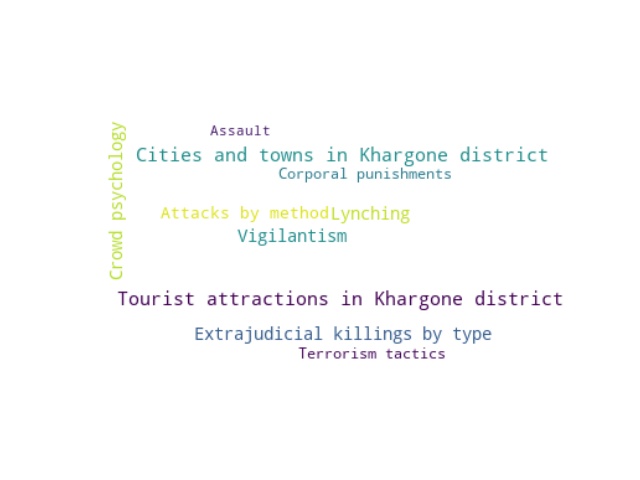 Crowd psychology
Assault
Cities and towns in Khargone district
Corporal punishments
Attacks by method
Lynching
Vigilantism
Tourist attractions in Khargone district
Extrajudicial killings by type
Terrorism tactics